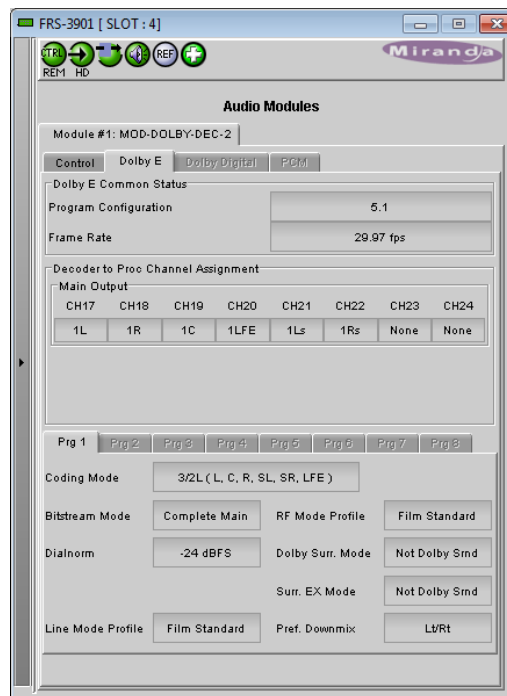 FRS-3901 [ SLOT : 4]
CTRL REF
REM HD
Miranda
Audio Modules
Module #1: MOD-DOLBY-DEC-2
Control Dolby E Dolby Digital PCM
Dolby E Common Status
Program Configuration 5.1
Frame Rate 29.97 fps
Decoder to Proc Channel Assignment
Main Output
CH17 CH18 CH19 CH20 CH21 CH22 CH23 CH24
1L 1R 1C 1LFE 1Ls 1Rs None None
Prg 1 Prg 2 Prg 3 Prg 4 Prg 5 Prg 6 Prg 7 Prg 8
Coding Mode 3/2L ( L, C, R, SL, SR, LFE )
Bitstream Mode Complete Main RF Mode Profile Film Standard
Dialnorm -24 dBFS Dolby Surr. Mode Not Dolby Srnd
Surr. EX Mode Not Dolby Srnd
Line Mode Profile Film Standard Pref. Downmix Lt/Rt